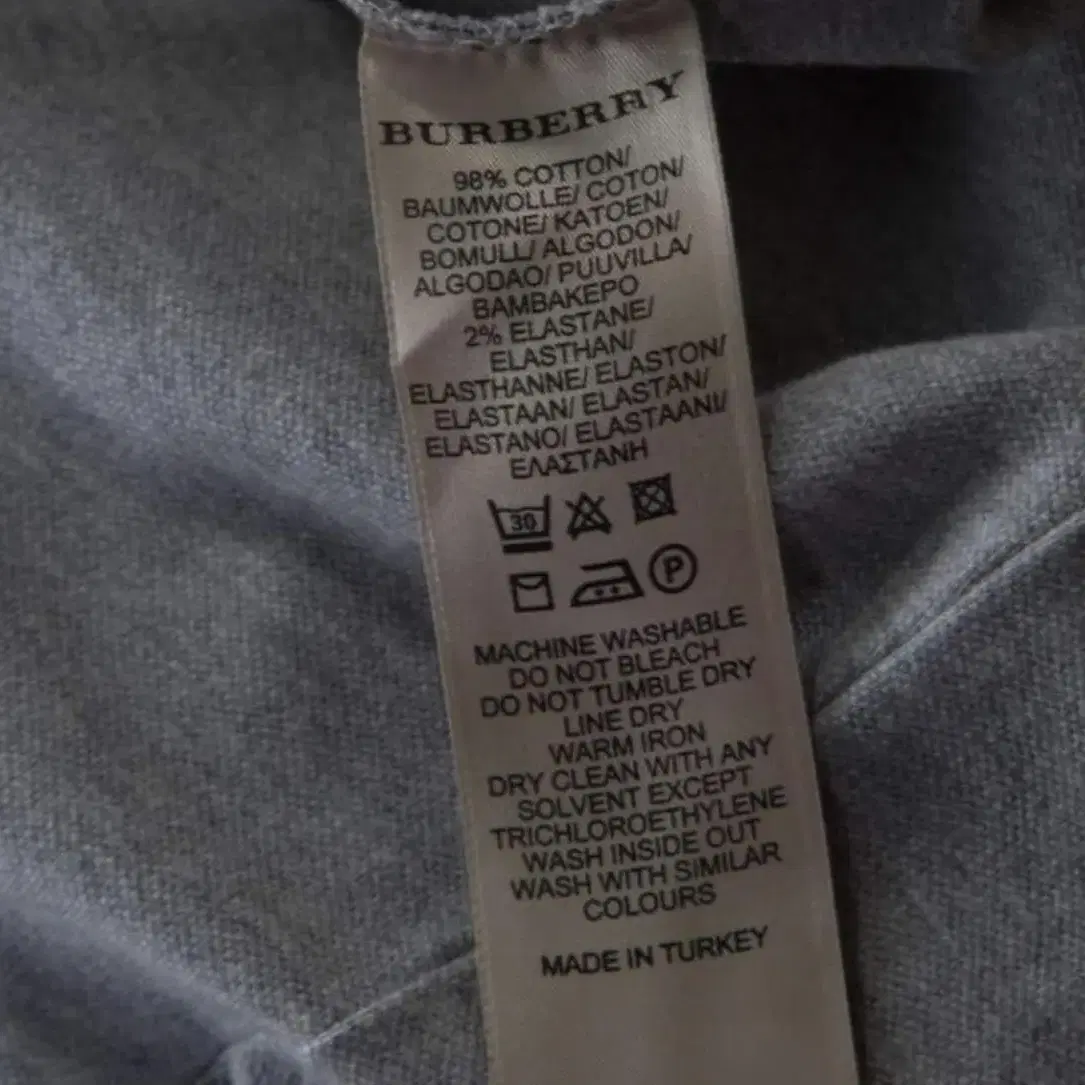 BURBERRY
98% COTTON/
BAUMWOLLE/ COTON/
COTONE/ KATOEN/
BOMULL/ ALGODON/
ALGODAO/ PUUVILLA/
BAMBAKEPO
2% ELASTANE/
ELASTHAN/
ELASTHANNE/ ELASTON/
ELASTAAN/ ELASTAN/
ELASTANO/ ELASTAANI/
ΕΛΑΣΤΑΝΗ
30
P
MACHINE WASHABLE
DO NOT BLEACH
DO NOT TUMBLE DRY
LINE DRY
WARM IRON
DRY CLEAN WITH ANY
SOLVENT EXCEPT
TRICHLOROETHYLENE
WASH INSIDE OUT
WASH WITH SIMILAR
COLOURS
MADE IN TURKEY